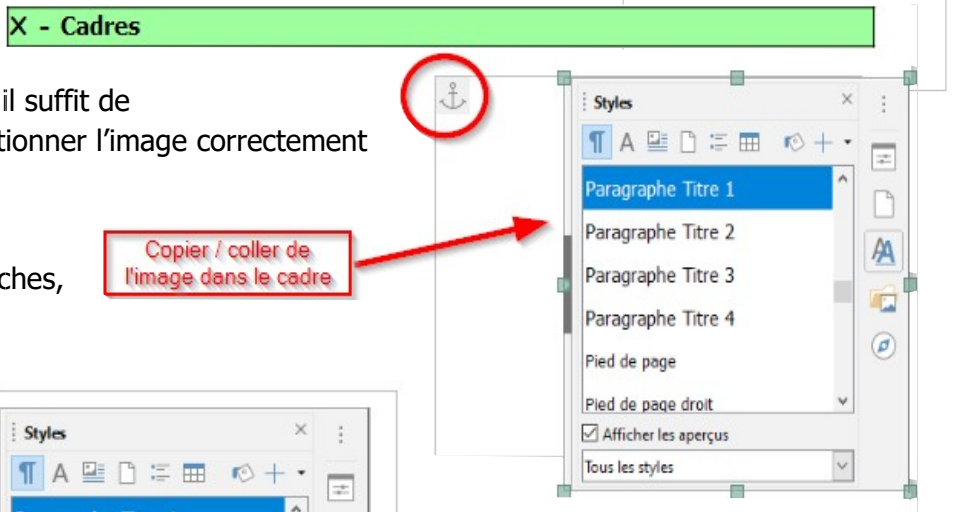 X - Cadres
il suffit de
tionner l’image correctement
Copier / coller de
l'image dans le cadre
ches,
Styles
Paragraphe Titre 1
Paragraphe Titre 2
Paragraphe Titre 3
Paragraphe Titre 4
Pied de page
Pied de page droit
Afficher les aperçus
Tous les styles
Styles